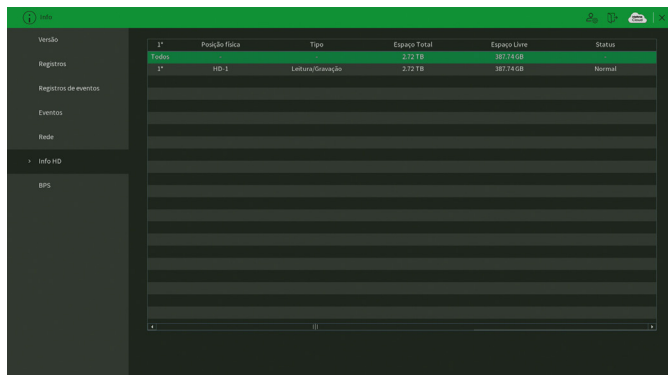 Info
Versão
Registros
Registros de eventos
Eventos
Rede
Info HD
BPS
1° Posição física Tipo Espaço Total Espaço Livre Status
Todos - - 2.72 TB 387.74 GB -
1* HD-1 Leitura/Gravação 2.72 TB 387.74 GB Normal